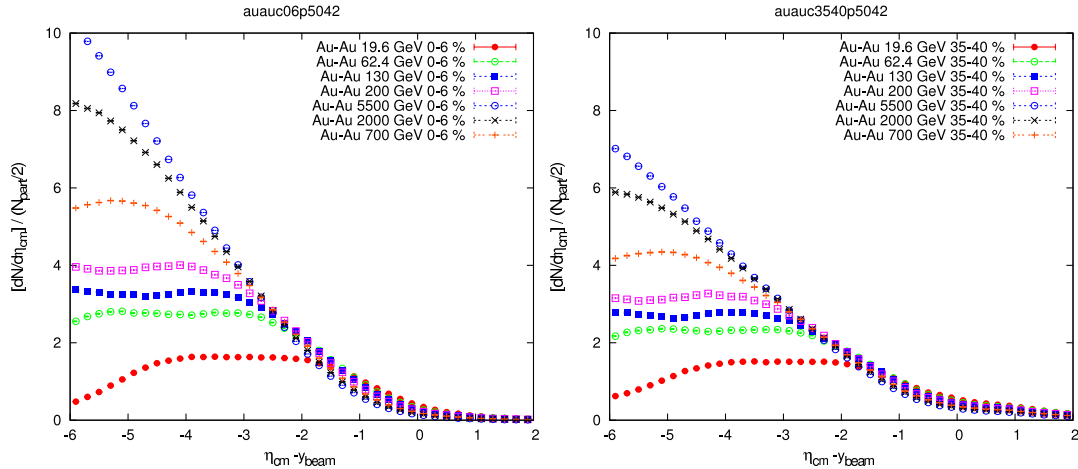 auauc06p5042
10
8
6
4
2
0
[dN/dη_cm] / (N_part/2)
Au-Au 19.6 GeV 0-6 %
Au-Au 62.4 GeV 0-6 %
Au-Au 130 GeV 0-6 %
Au-Au 200 GeV 0-6 %
Au-Au 5500 GeV 0-6 %
Au-Au 2000 GeV 0-6 %
Au-Au 700 GeV 0-6 %
-6 -5 -4 -3 -2 -1 0 1 2
η_cm -y_beam
auauc3540p5042
10
8
6
4
2
0
[dN/dη_cm] / (N_part/2)
Au-Au 19.6 GeV 35-40 %
Au-Au 62.4 GeV 35-40 %
Au-Au 130 GeV 35-40 %
Au-Au 200 GeV 35-40 %
Au-Au 5500 GeV 35-40 %
Au-Au 2000 GeV 35-40 %
Au-Au 700 GeV 35-40 %
-6 -5 -4 -3 -2 -1 0 1 2
η_cm -y_beam